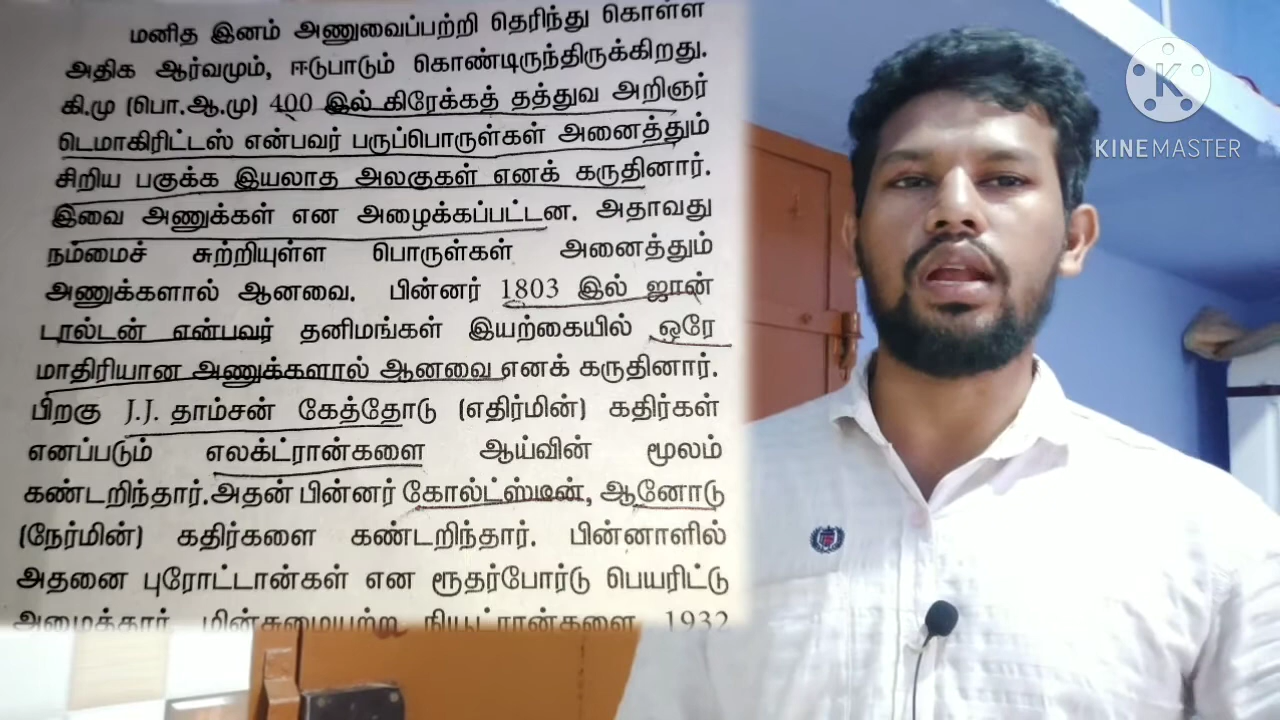 மனித இனம் அணுவைப்பற்றி தெரிந்து கொள்ள
அதிக ஆர்வமும், ஈடுபாடும் கொண்டிருந்திருக்கிறது.
கி.மு (பொ.ஆ.மு) 400 இல் கிரேக்கத் தத்துவ அறிஞர்
டெமாகிரிட்டஸ் என்பவர் பருப்பொருள்கள் அனைத்தும்
சிறிய பகுக்க இயலாத அலகுகள் எனக் கருதினார்.
இவை அணுக்கள் என அழைக்கப்பட்டன. அதாவது
நம்மைச் சுற்றியுள்ள பொருள்கள் அனைத்தும்
அணுக்களால் ஆனவை. பின்னர் 1803 இல் ஜான்
டால்டன் என்பவர் தனிமங்கள் இயற்கையில் ஒரே
மாதிரியான அணுக்களால் ஆனவை எனக் கருதினார்.
பிறகு J.J. தாம்சன் கேத்தோடு (எதிர்மின்) கதிர்கள்
எனப்படும் எலக்ட்ரான்களை ஆய்வின் மூலம்
கண்டறிந்தார்.அதன் பின்னர் கோல்ட்ஸ்டீன், ஆனோடு
(நேர்மின்) கதிர்களை கண்டறிந்தார். பின்னாளில்
அதனை புரோட்டான்கள் என ரூதர்போர்டு பெயரிட்டு
அழைத்தார். மின்சுமையற்ற நியூட்ரான்களை 1932
K
KINEMASTER